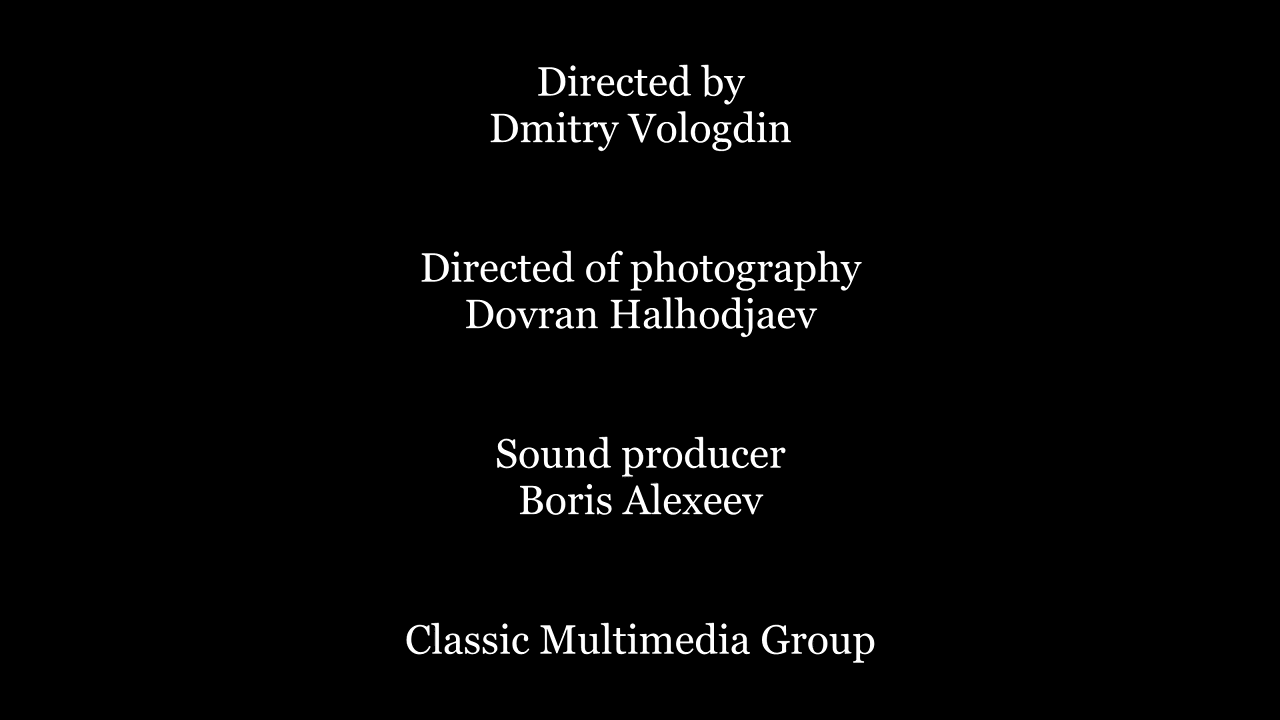 Directed by
Dmitry Vologdin
Directed of photography
Dovran Halhodjaev
Sound producer
Boris Alexeev
Classic Multimedia Group